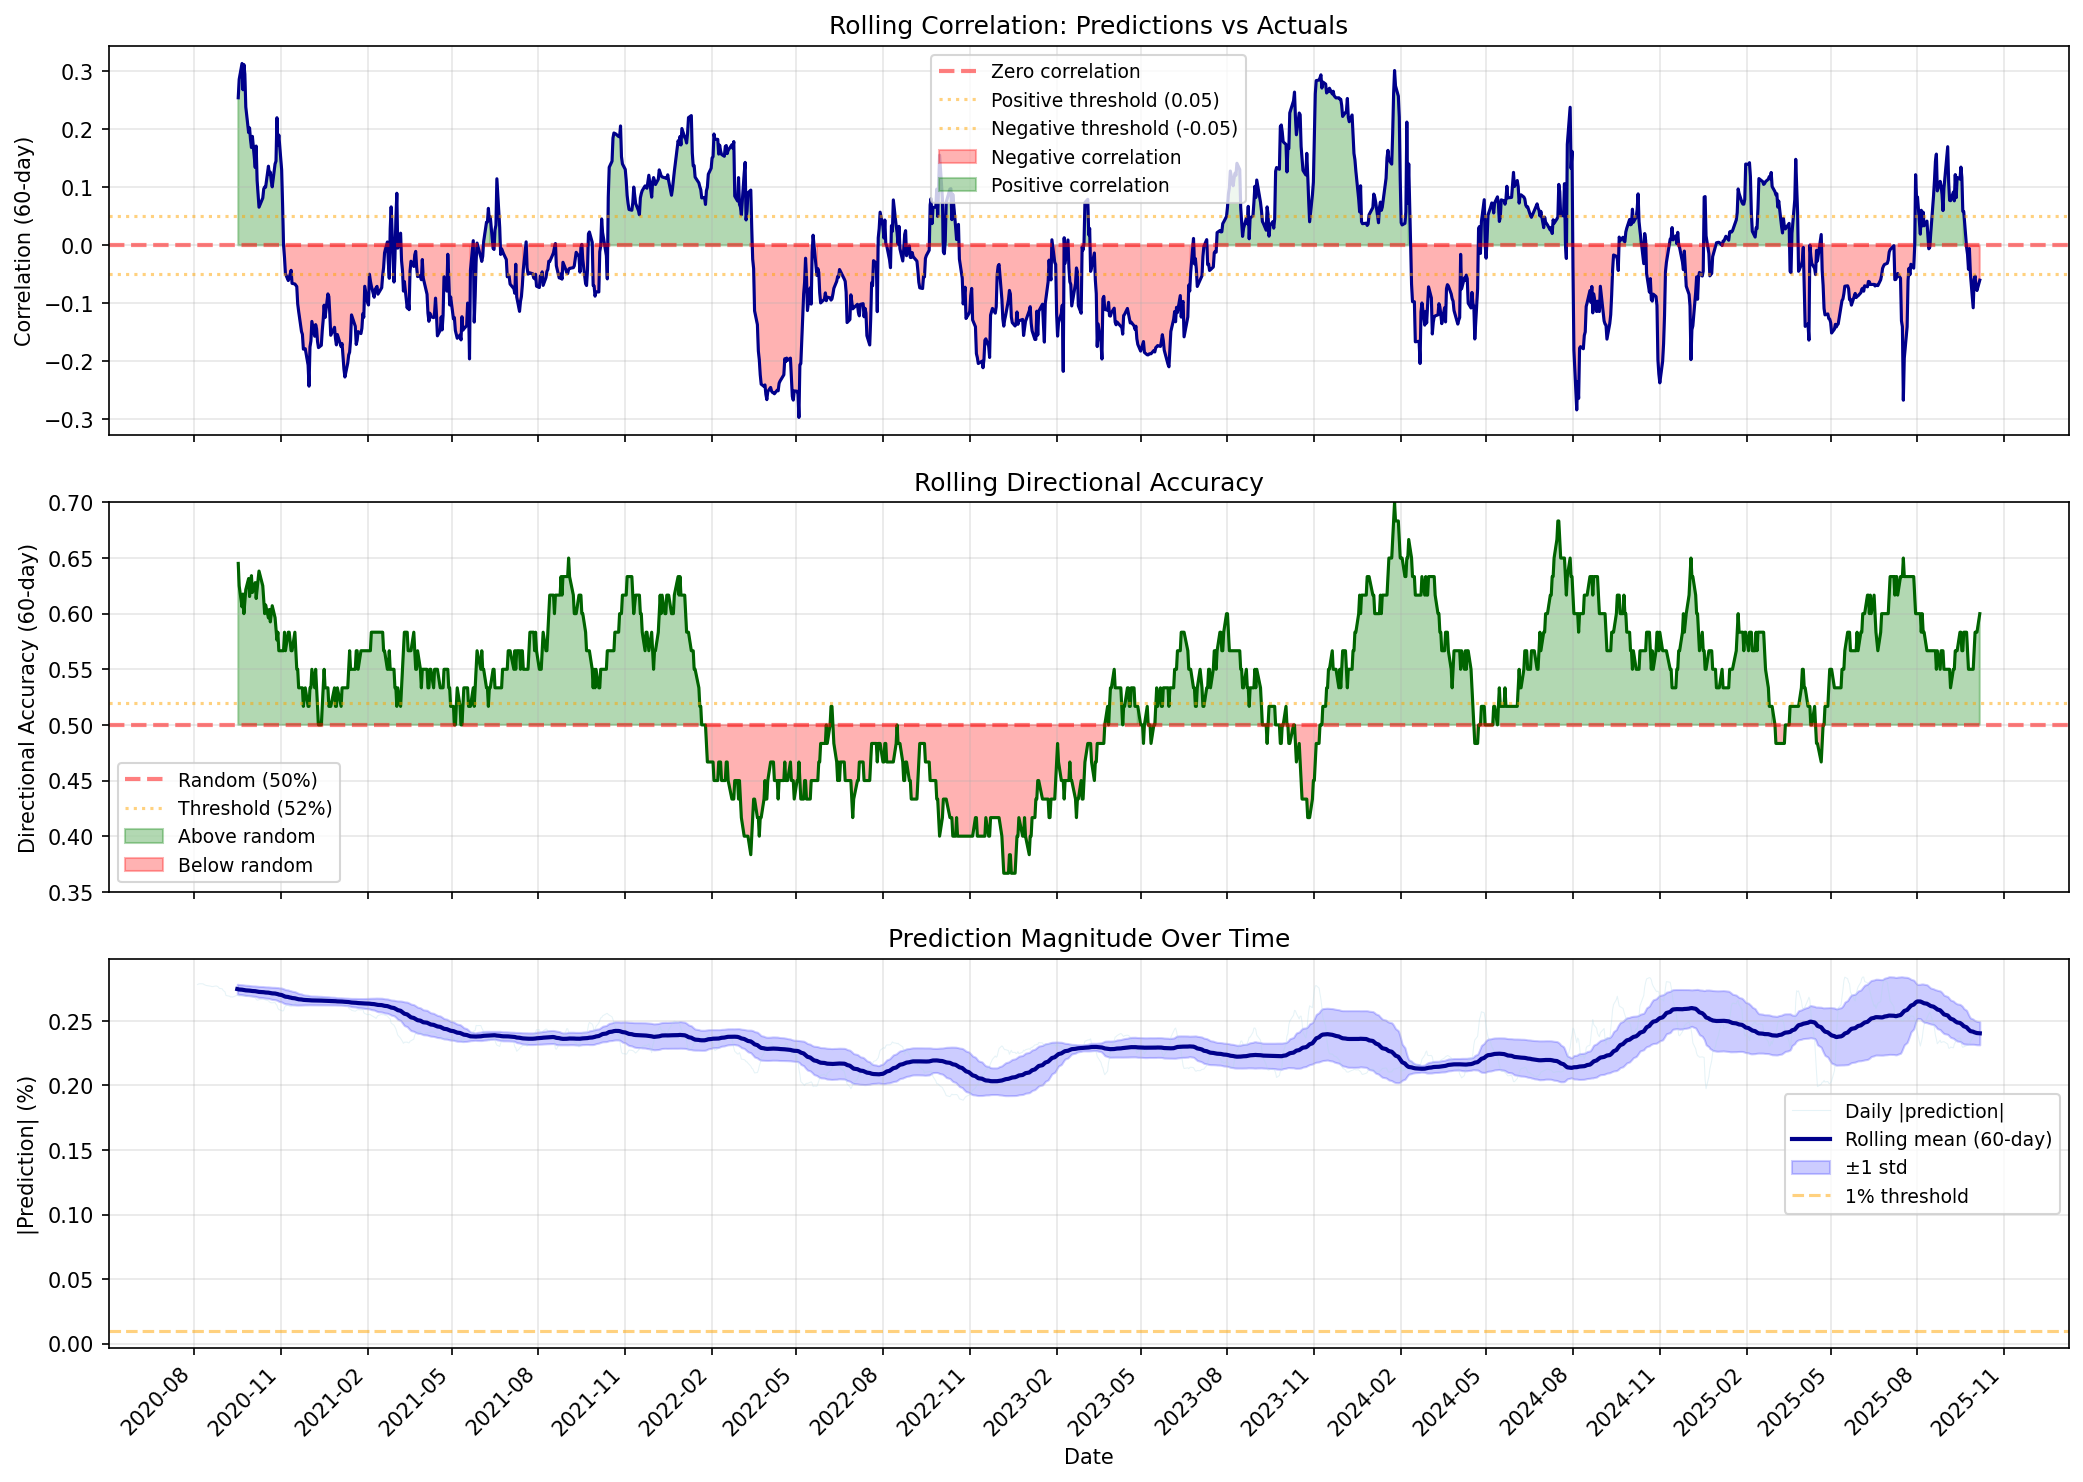 Rolling Correlation: Predictions vs Actuals
Correlation (60-day)
0.3
0.2
0.1
0.0
−0.1
−0.2
−0.3
Zero correlation
Positive threshold (0.05)
Negative threshold (-0.05)
Negative correlation
Positive correlation
Rolling Directional Accuracy
Directional Accuracy (60-day)
0.70
0.65
0.60
0.55
0.50
0.45
0.40
0.35
Random (50%)
Threshold (52%)
Above random
Below random
Prediction Magnitude Over Time
|Prediction| (%)
0.25
0.20
0.15
0.10
0.05
0.00
Daily |prediction|
Rolling mean (60-day)
±1 std
1% threshold
2020-08
2020-11
2021-02
2021-05
2021-08
2021-11
2022-02
2022-05
2022-08
2022-11
2023-02
2023-05
2023-08
2023-11
2024-02
2024-05
2024-08
2024-11
2025-02
2025-05
2025-08
2025-11
Date